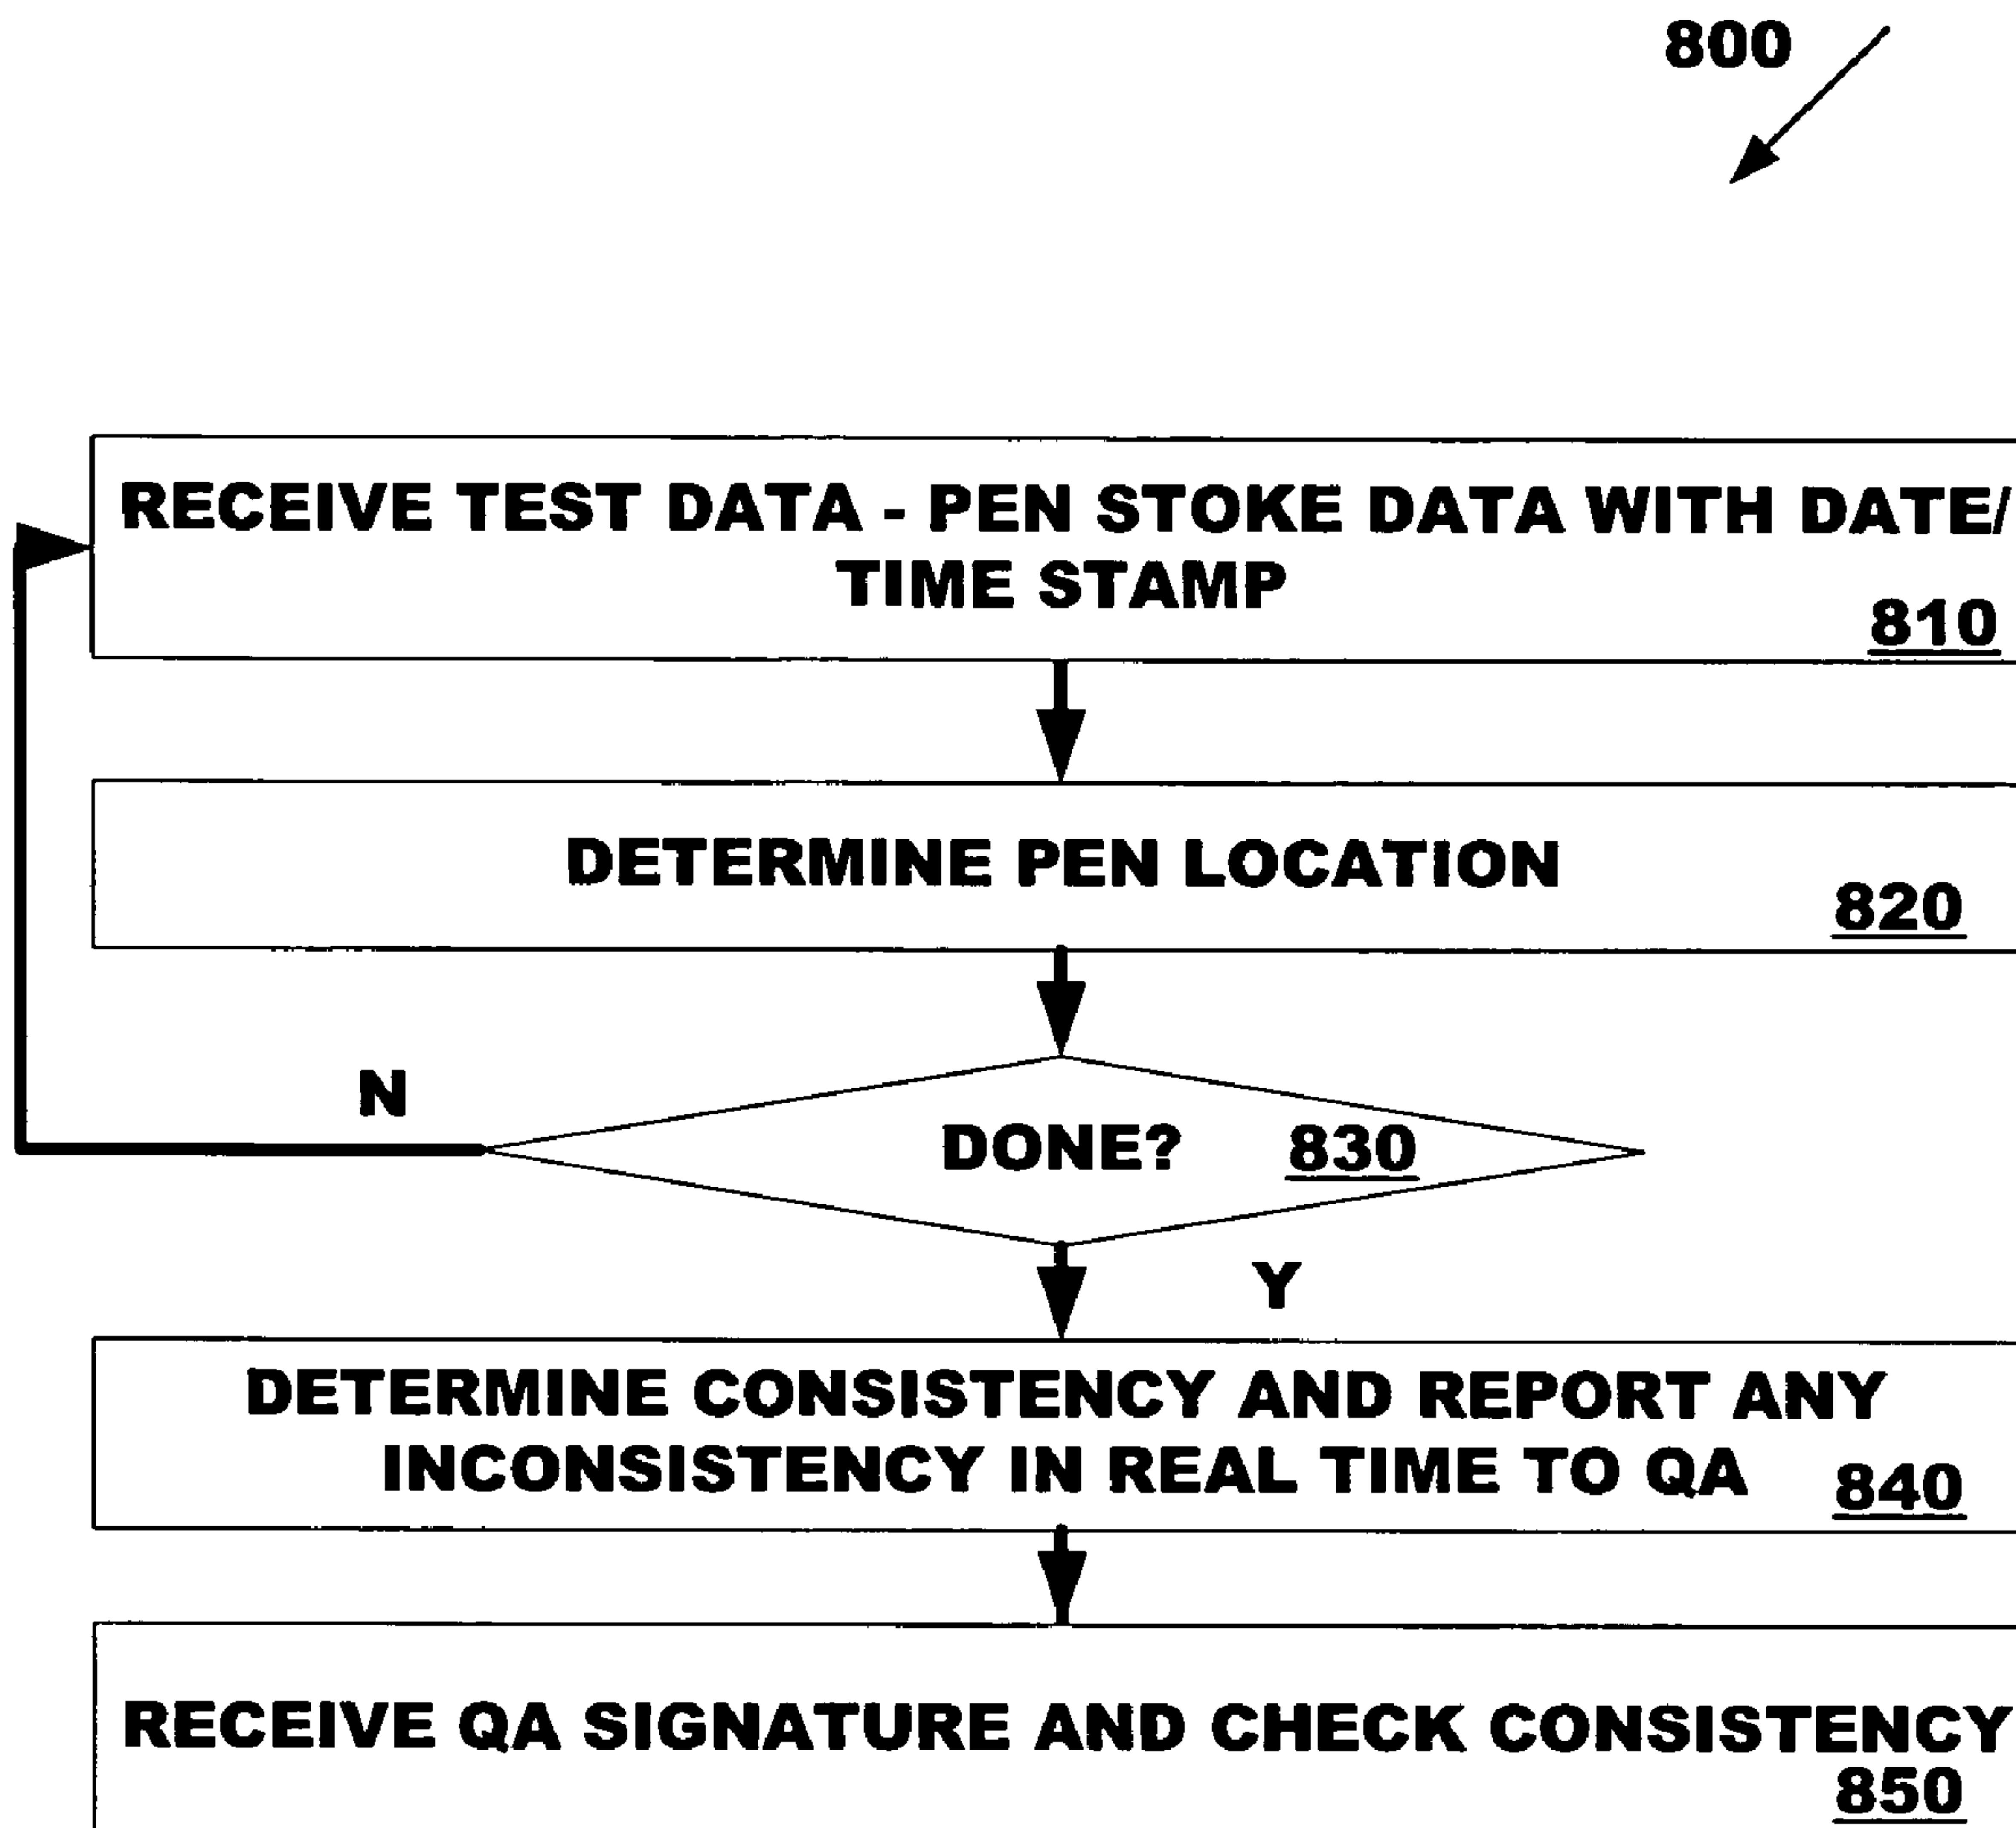 800
RECEIVE TEST DATA - PEN STOKE DATA WITH DATE/
TIME STAMP
810
DETERMINE PEN LOCATION
820
N
DONE? 830
Y
DETERMINE CONSISTENCY AND REPORT ANY
INCONSISTENCY IN REAL TIME TO QA
840
RECEIVE QA SIGNATURE AND CHECK CONSISTENCY
850